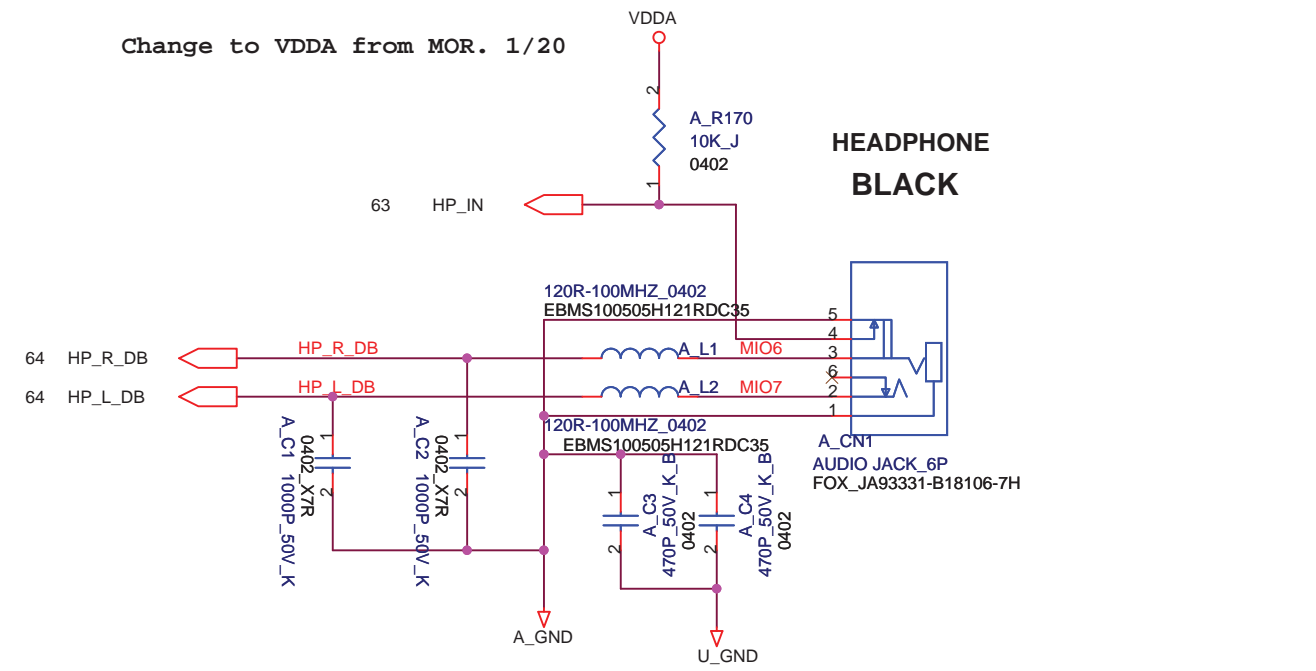 VDDA
Change to VDDA from MOR. 1/20
2
A_R170
10K_J
0402
1
HEADPHONE
BLACK
63 HP_IN
120R-100MHZ_0402
EBMS100505H121RDC35
5
4
3
6
2
1
64 HP_R_DB
HP_R_DB
A_L1
MIO6
64 HP_L_DB
HP_L_DB
A_L2
MIO7
120R-100MHZ_0402
EBMS100505H121RDC35
A_CN1
AUDIO JACK_6P
FOX_JA93331-B18106-7H
A_C1
1000P_50V_K
0402_X7R
1
2
A_C2
1000P_50V_K
0402_X7R
1
2
1
2
A_C3
470P_50V_K_B
0402
1
2
A_C4
470P_50V_K_B
0402
A_GND
U_GND